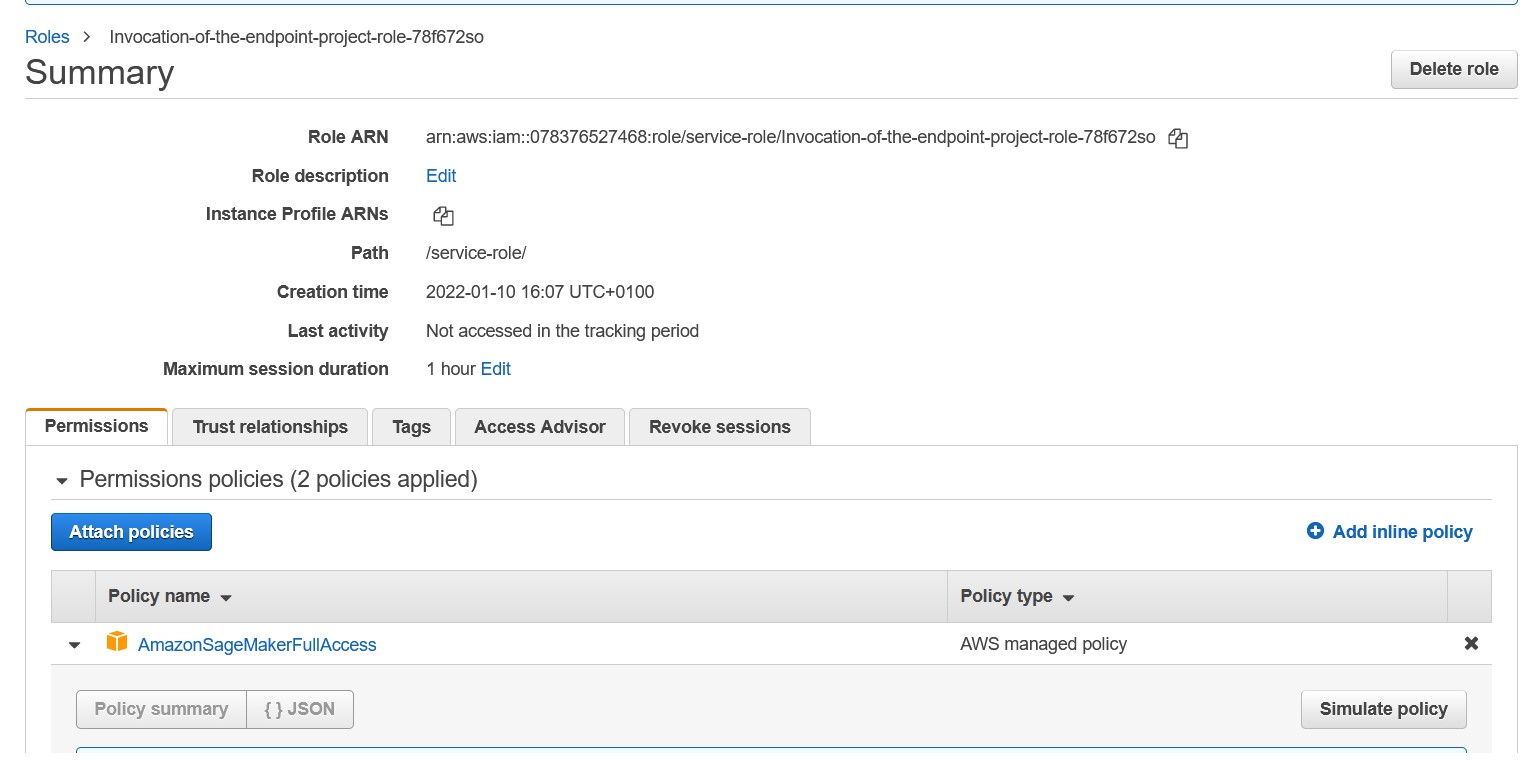 Roles > Invocation-of-the-endpoint-project-role-78f672so
Summary
Delete role
Role ARN arn:aws:iam::078376527468:role/service-role/Invocation-of-the-endpoint-project-role-78f672so
Role description Edit
Instance Profile ARNs
Path /service-role/
Creation time 2022-01-10 16:07 UTC+0100
Last activity Not accessed in the tracking period
Maximum session duration 1 hour Edit
Permissions Trust relationships Tags Access Advisor Revoke sessions
Permissions policies (2 policies applied)
Attach policies Add inline policy
Policy name Policy type
AmazonSageMakerFullAccess AWS managed policy
Policy summary { } JSON Simulate policy